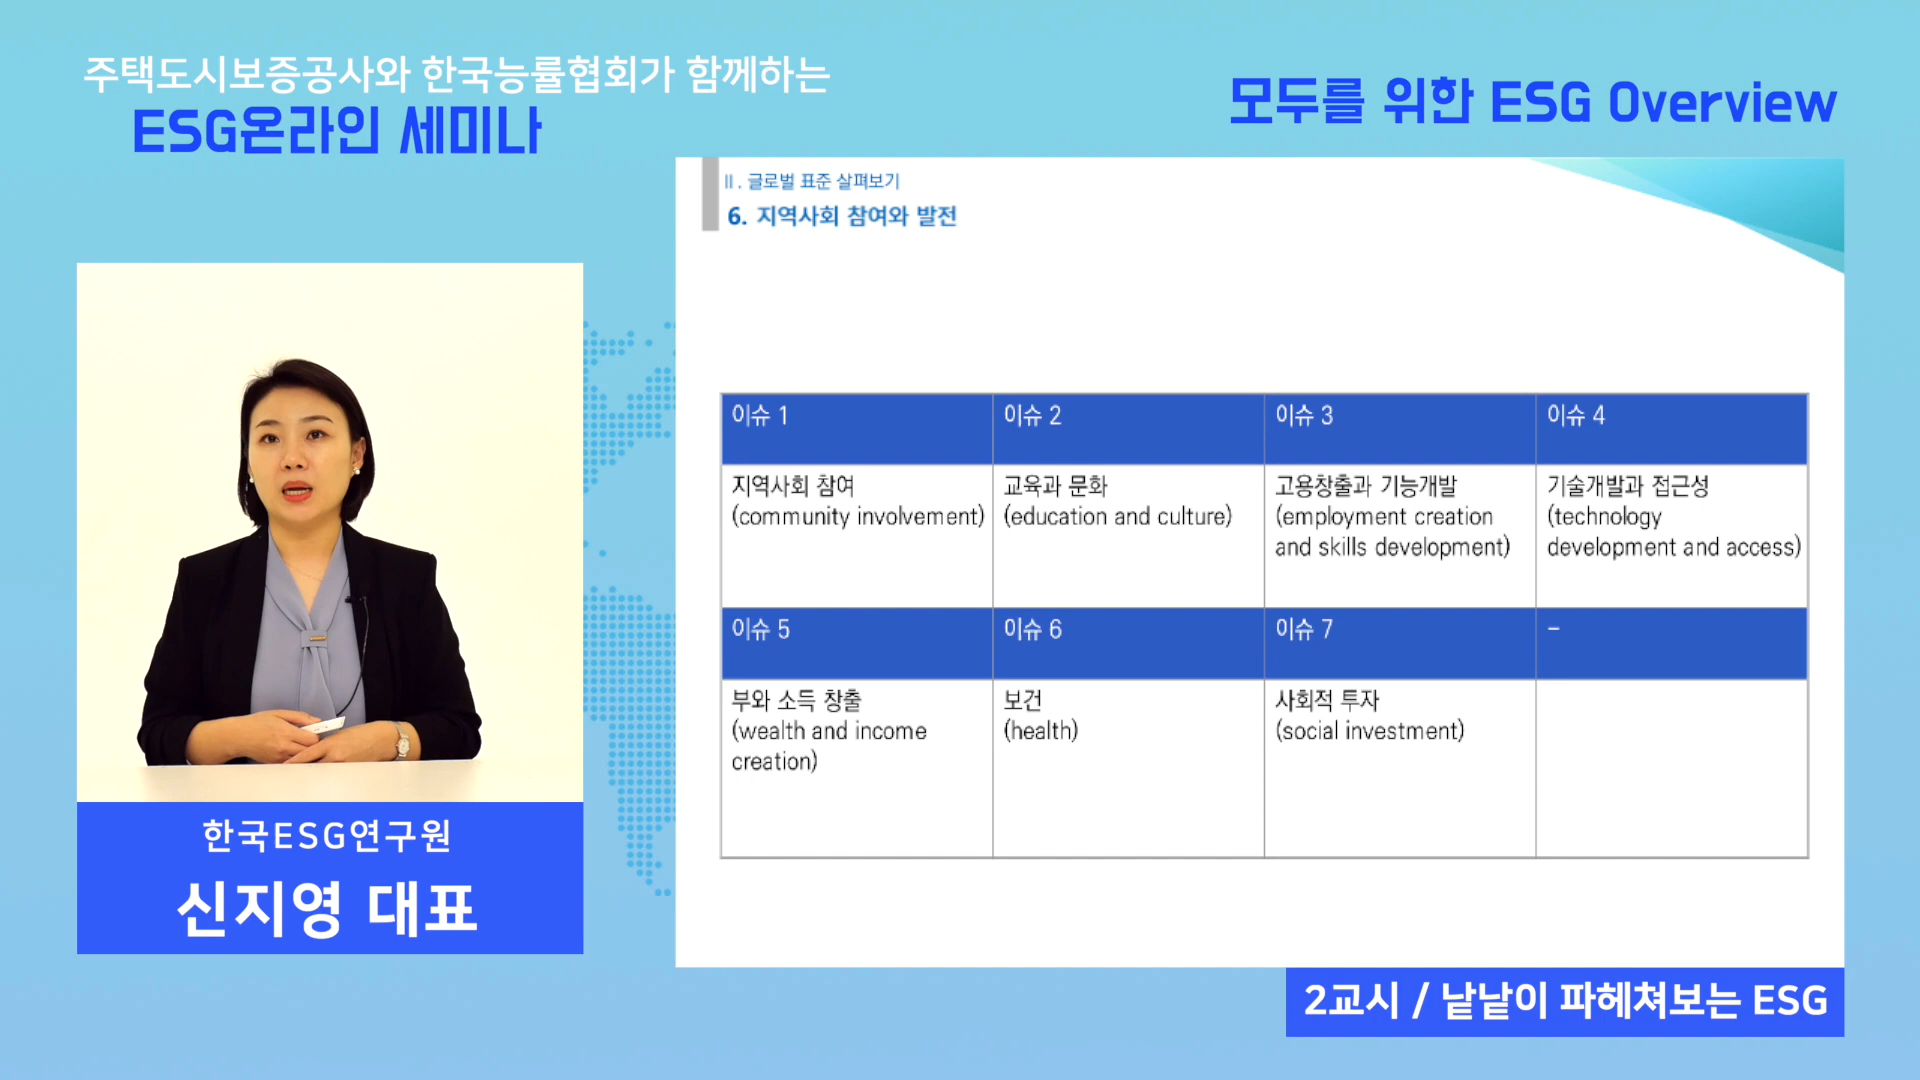 주택도시보증공사와 한국능률협회가 함께하는
ESG온라인 세미나
모두를 위한 ESG Overview
Ⅱ. 글로벌 표준 살펴보기
6. 지역사회 참여와 발전
이슈 1
이슈 2
이슈 3
이슈 4
지역사회 참여
(community involvement)
교육과 문화
(education and culture)
고용창출과 기능개발
(employment creation
and skills development)
기술개발과 접근성
(technology
development and access)
이슈 5
이슈 6
이슈 7
–
부와 소득 창출
(wealth and income
creation)
보건
(health)
사회적 투자
(social investment)
한국ESG연구원
신지영 대표
2교시 / 낱낱이 파헤쳐보는 ESG